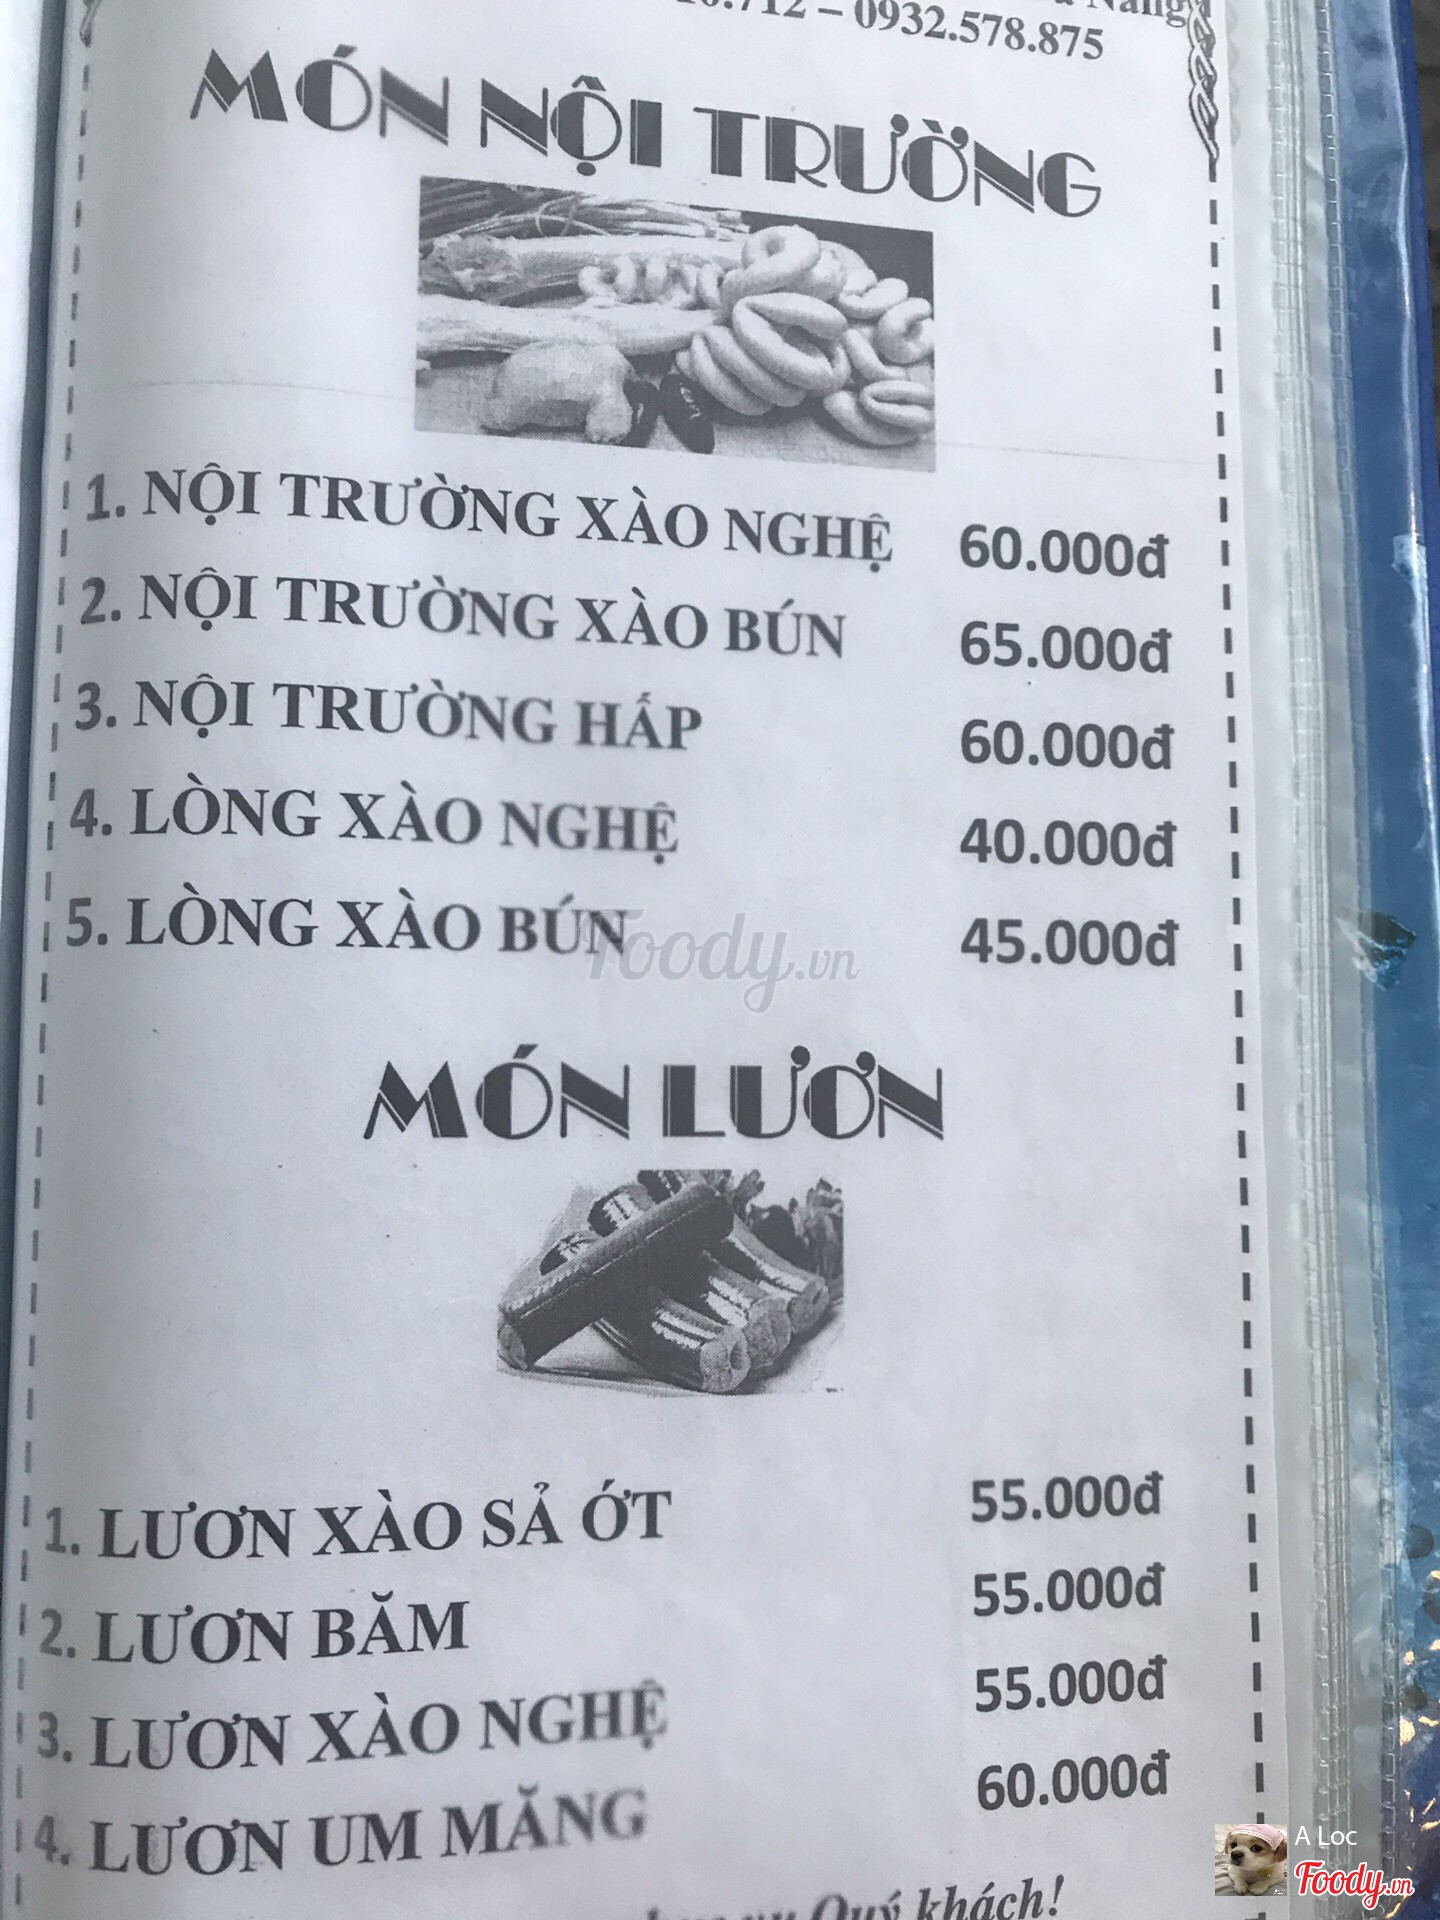 Nẵng
712 – 0932.578.875
MÓN NỘI TRƯỜNG
1. NỘI TRƯỜNG XÀO NGHỆ 60.000đ
2. NỘI TRƯỜNG XÀO BÚN 65.000đ
3. NỘI TRƯỜNG HẤP 60.000đ
4. LÒNG XÀO NGHỆ 40.000đ
5. LÒNG XÀO BÚN 45.000đ
Foody.vn
MÓN LƯƠN
1. LƯƠN XÀO SẢ ỚT 55.000đ
2. LƯƠN BĂM 55.000đ
3. LƯƠN XÀO NGHỆ 55.000đ
4. LƯƠN UM MĂNG 60.000đ
Quý khách!
A Loc
Foody.vn